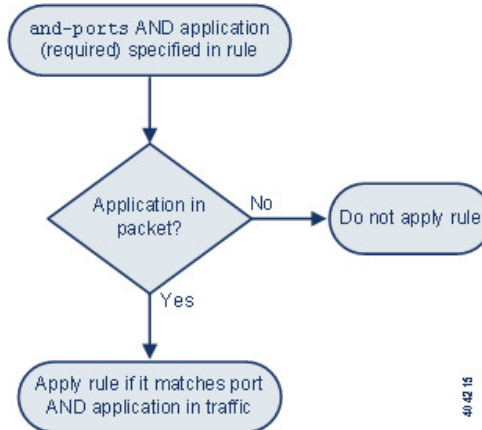 and-ports AND application
(required) specified in rule
Application in
packet?
No
Do not apply rule
Yes
Apply rule if it matches port
AND application in traffic
404215